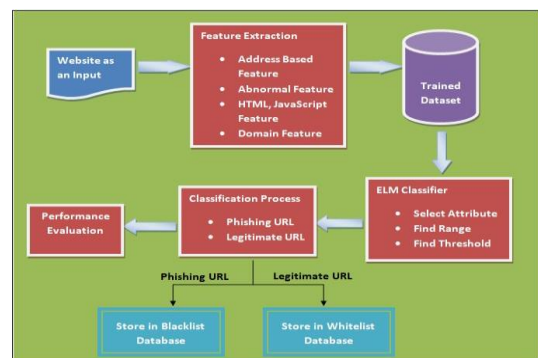 Website as
an Input
Feature Extraction
• Address Based
Feature
• Abnormal Feature
• HTML, JavaScript
Feature
• Domain Feature
Trained
Dataset
ELM Classifier
• Select Attribute
• Find Range
• Find Threshold
Classification Process
• Phishing URL
• Legitimate URL
Performance
Evaluation
Phishing URL
Legitimate URL
Store in Blacklist
Database
Store in Whitelist
Database